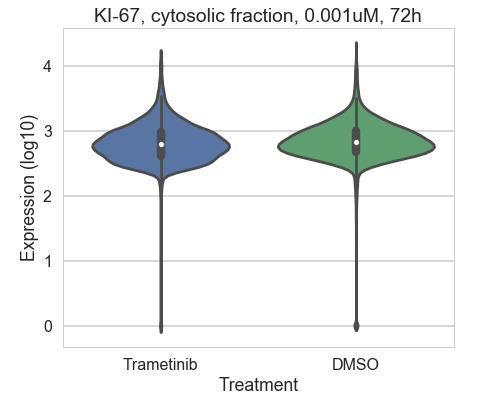 KI-67, cytosolic fraction, 0.001uM, 72h
Expression (log10)
4
3
2
1
0
Trametinib
DMSO
Treatment